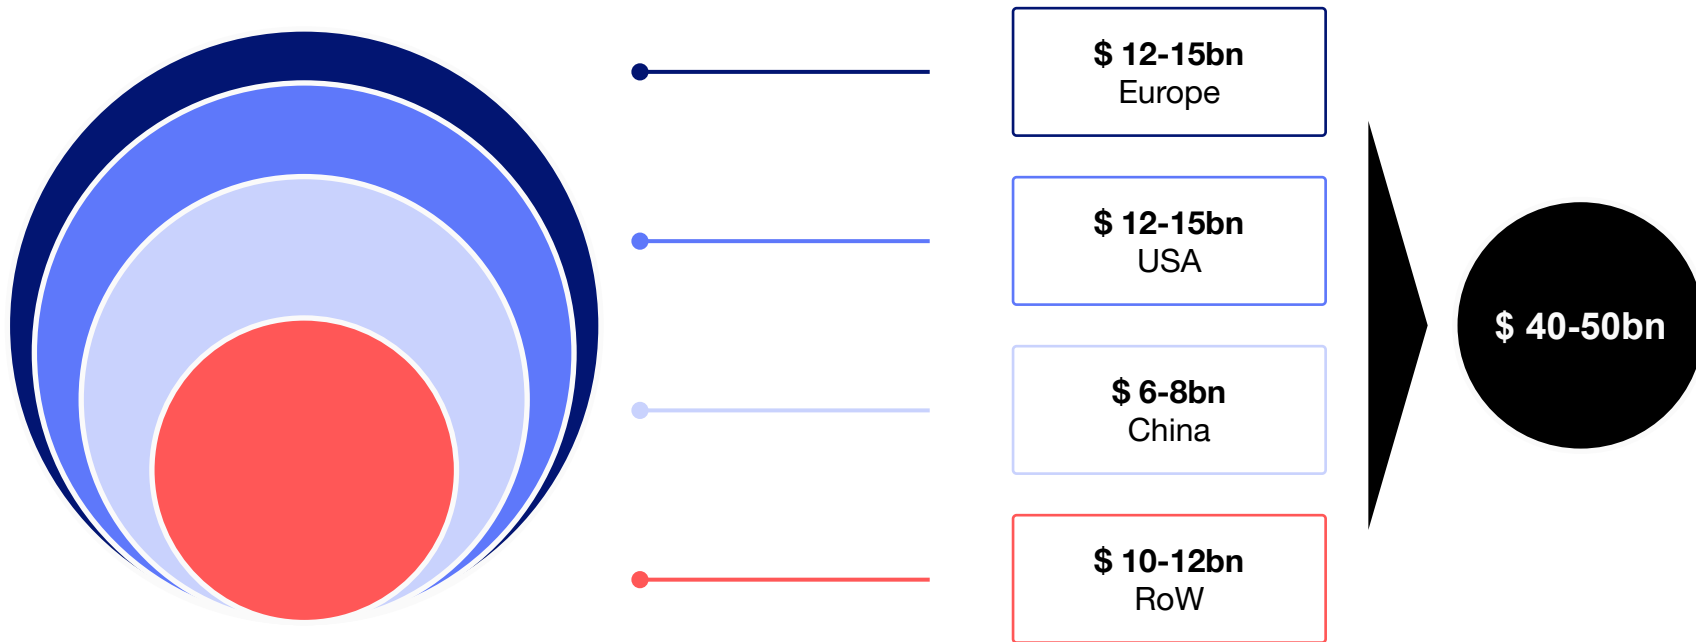 $ 12-15bn
Europe
$ 12-15bn
USA
$ 6-8bn
China
$ 10-12bn
RoW
$ 40-50bn